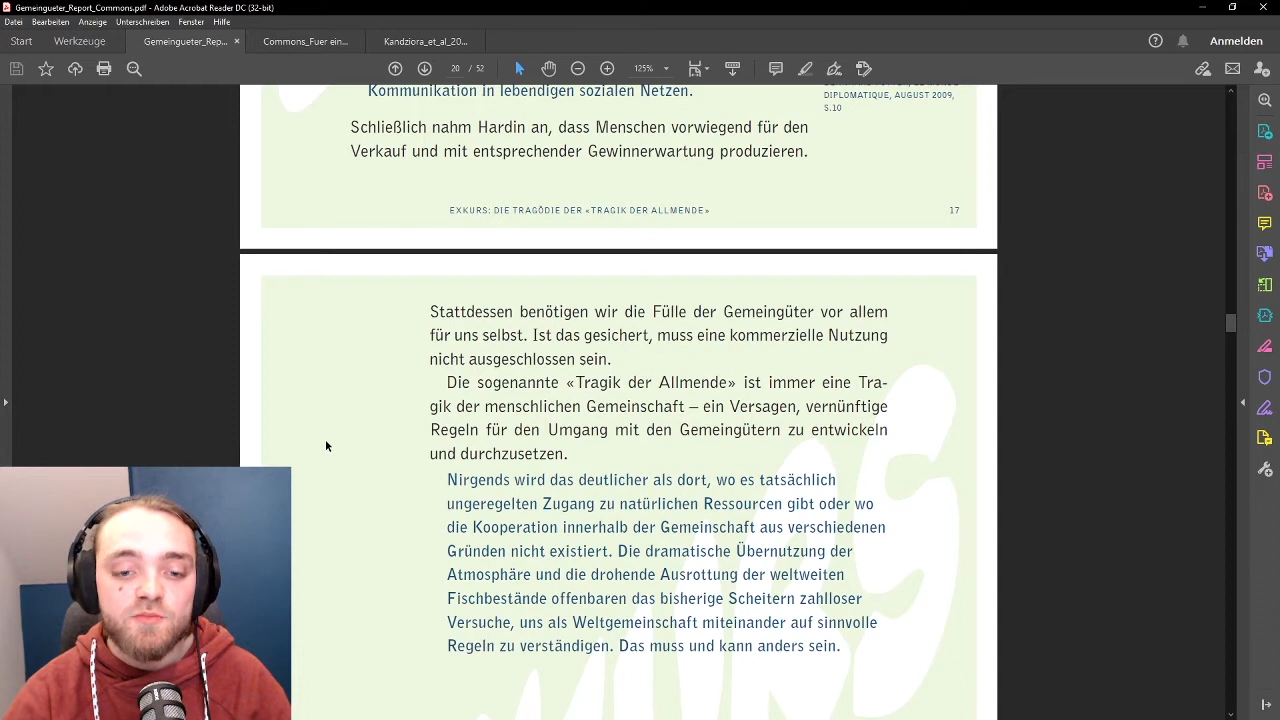 Gemeingueter_Report_Commons.pdf - Adobe Acrobat Reader DC (32-bit)
Datei Bearbeiten Anzeige Unterschreiben Fenster Hilfe
Start Werkzeuge Gemeingueter_Rep... × Commons_Fuer ein... Kandziora_et_al_20... Anmelden
20 / 52 125%
Kommunikation in lebendigen sozialen Netzen.
DIPLOMATIQUE, AUGUST 2009,
S.10
Schließlich nahm Hardin an, dass Menschen vorwiegend für den
Verkauf und mit entsprechender Gewinnerwartung produzieren.
EXKURS: DIE TRAGÖDIE DER «TRAGIK DER ALLMENDE» 17
Stattdessen benötigen wir die Fülle der Gemeingüter vor allem
für uns selbst. Ist das gesichert, muss eine kommerzielle Nutzung
nicht ausgeschlossen sein.
Die sogenannte «Tragik der Allmende» ist immer eine Tra-
gik der menschlichen Gemeinschaft – ein Versagen, vernünftige
Regeln für den Umgang mit den Gemeingütern zu entwickeln
und durchzusetzen.
Nirgends wird das deutlicher als dort, wo es tatsächlich
ungeregelten Zugang zu natürlichen Ressourcen gibt oder wo
die Kooperation innerhalb der Gemeinschaft aus verschiedenen
Gründen nicht existiert. Die dramatische Übernutzung der
Atmosphäre und die drohende Ausrottung der weltweiten
Fischbestände offenbaren das bisherige Scheitern zahlloser
Versuche, uns als Weltgemeinschaft miteinander auf sinnvolle
Regeln zu verständigen. Das muss und kann anders sein.